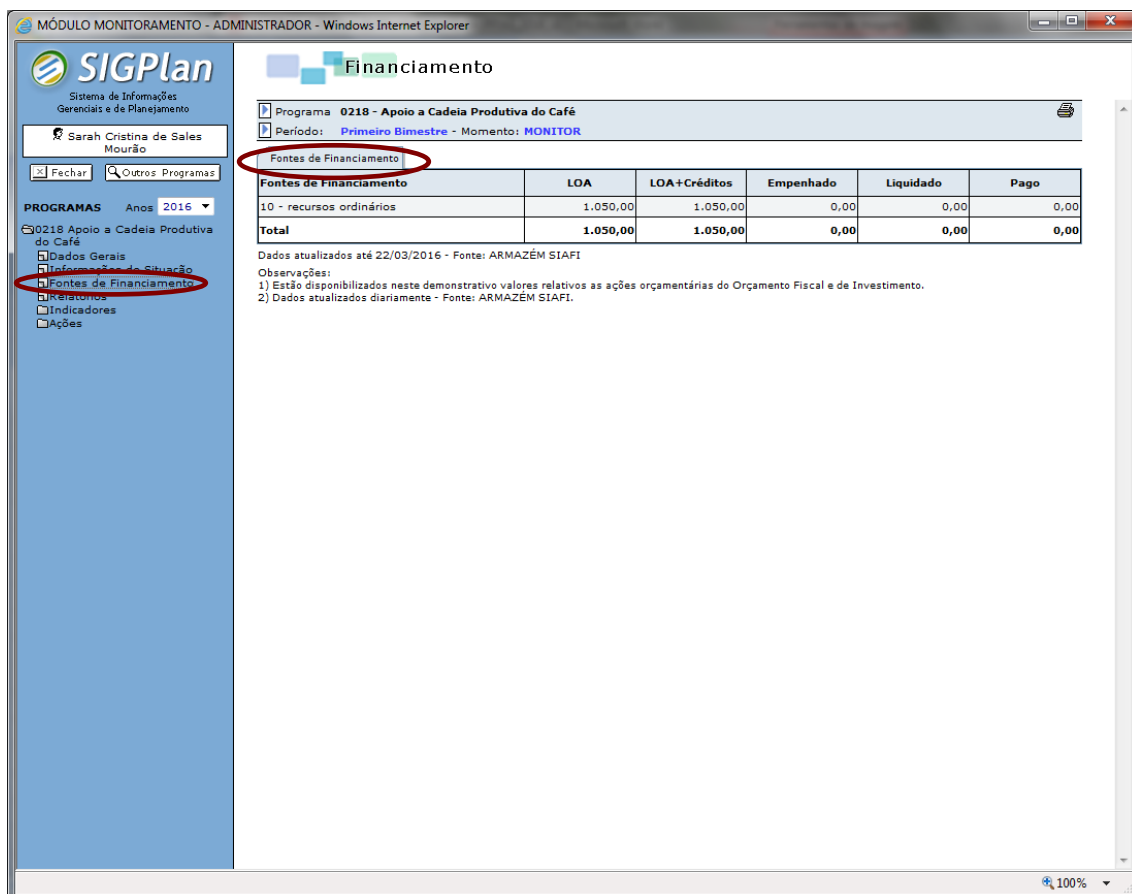 MÓDULO MONITORAMENTO - ADMINISTRADOR - Windows Internet Explorer
SIGPlan
Sistema de Informações
Gerenciais e de Planejamento
Sarah Cristina de Sales
Mourão
Fechar Outros Programas
PROGRAMAS Anos 2016
0218 Apoio a Cadeia Produtiva
do Café
Dados Gerais
Informações de Situação
Fontes de Financiamento
Relatórios
Indicadores
Ações
Financiamento
Programa 0218 - Apoio a Cadeia Produtiva do Café
Período: Primeiro Bimestre - Momento: MONITOR
Fontes de Financiamento
Fontes de Financiamento LOA LOA+Créditos Empenhado Liquidado Pago
10 - recursos ordinários 1.050,00 1.050,00 0,00 0,00 0,00
Total 1.050,00 1.050,00 0,00 0,00 0,00
Dados atualizados até 22/03/2016 - Fonte: ARMAZÉM SIAFI
Observações:
1) Estão disponibilizados neste demonstrativo valores relativos as ações orçamentárias do Orçamento Fiscal e de Investimento.
2) Dados atualizados diariamente - Fonte: ARMAZÉM SIAFI.
100%